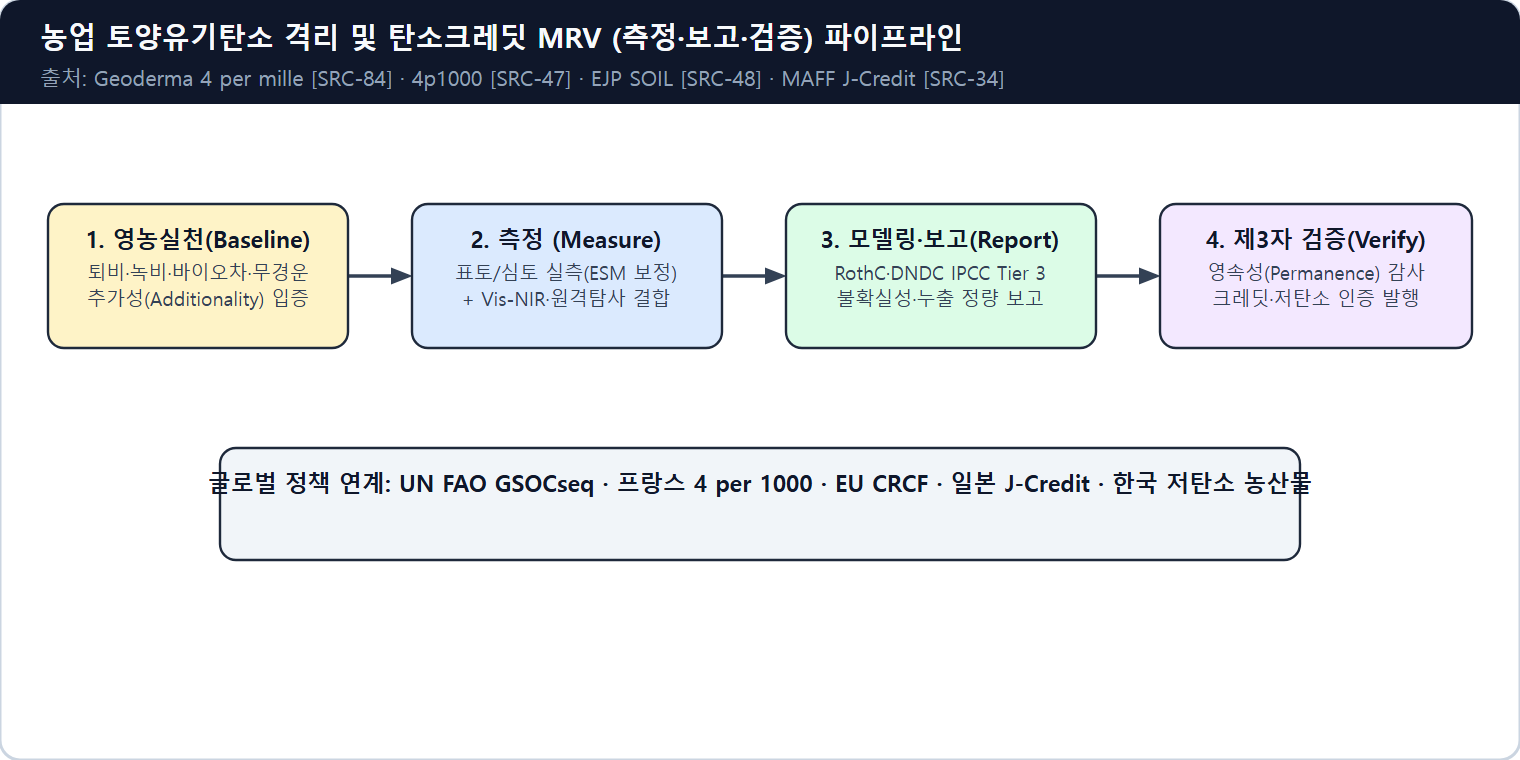 농업 토양유기탄소 격리 및 탄소크레딧 MRV (측정·보고·검증) 파이프라인
출처: Geoderma 4 per mille [SRC-84] · 4p1000 [SRC-47] · EJP SOIL [SRC-48] · MAFF J-Credit [SRC-34]
1. 영농실천(Baseline)
퇴비·녹비·바이오차·무경운
추가성(Additionality) 입증
2. 측정 (Measure)
표토/심토 실측(ESM 보정)
+ Vis-NIR·원격탐사 결합
3. 모델링·보고(Report)
RothC·DNDC IPCC Tier 3
불확실성·누출 정량 보고
4. 제3자 검증(Verify)
영속성(Permanence) 감사
크레딧·저탄소 인증 발행
글로벌 정책 연계: UN FAO GSOCseq · 프랑스 4 per 1000 · EU CRCF · 일본 J-Credit · 한국 저탄소 농산물